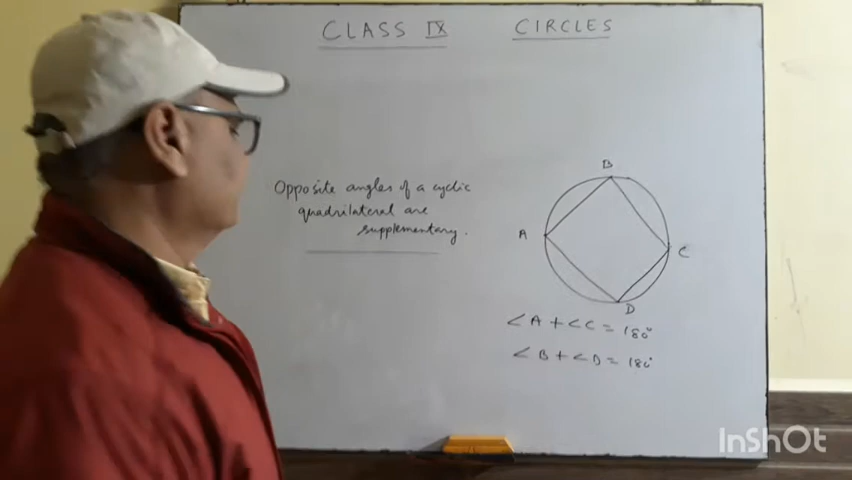 CLASS IX CIRCLES
Opposite angles of a cyclic
quadrilateral are
supplementary.
B
A
C
D
∠A + ∠C = 180°
∠B + ∠D = 180°
InShOt